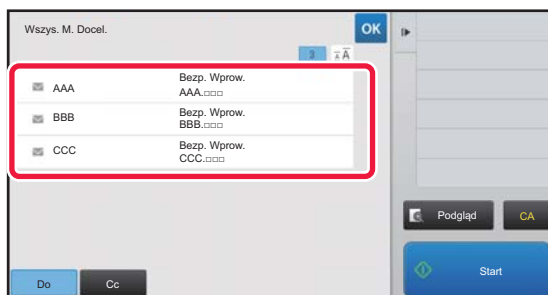 Wszys. M. Docel.
OK
3
A A
AAA
Bezp. Wprow.
AAA.□□□
BBB
Bezp. Wprow.
BBB.□□□
CCC
Bezp. Wprow.
CCC.□□□
Podgląd
CA
Do
Cc
Start